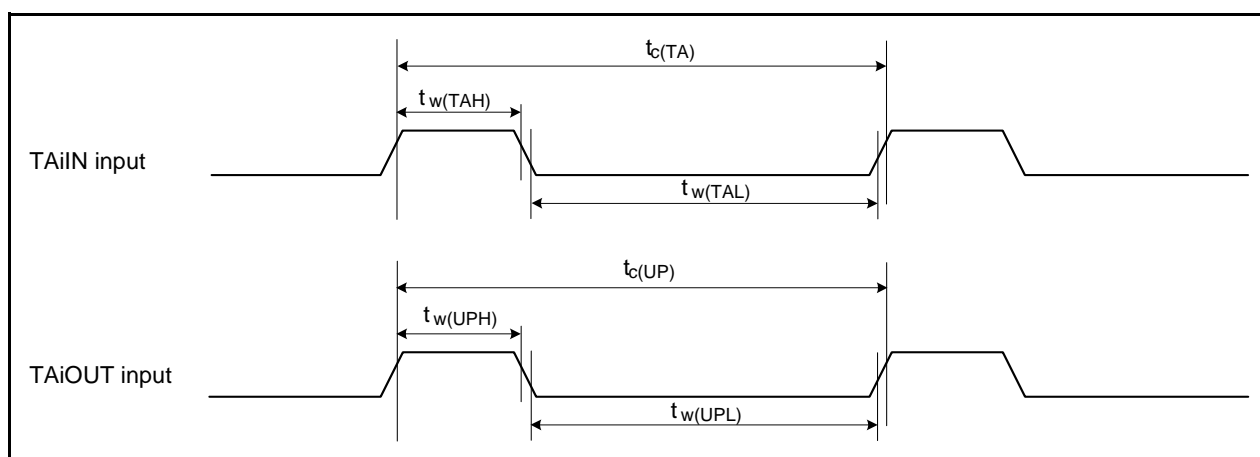 tc(TA)
tw(TAH)
TAiIN input
tw(TAL)
tc(UP)
tw(UPH)
TAiOUT input
tw(UPL)